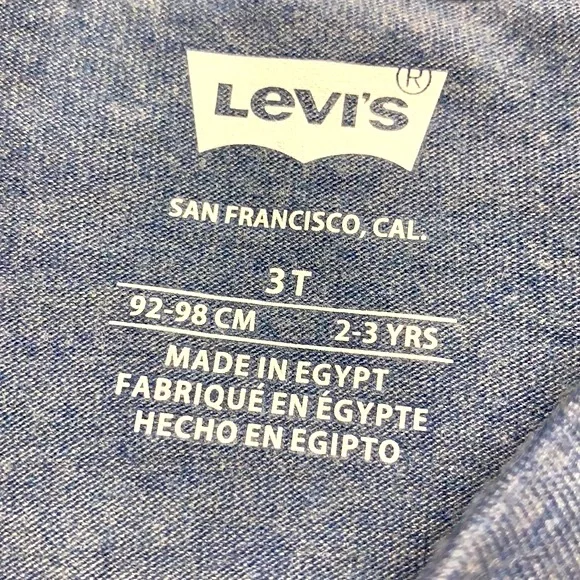 Levi's ®
SAN FRANCISCO, CAL.
3T
92-98 CM 2-3 YRS
MADE IN EGYPT
FABRIQUÉ EN ÉGYPTE
HECHO EN EGIPTO